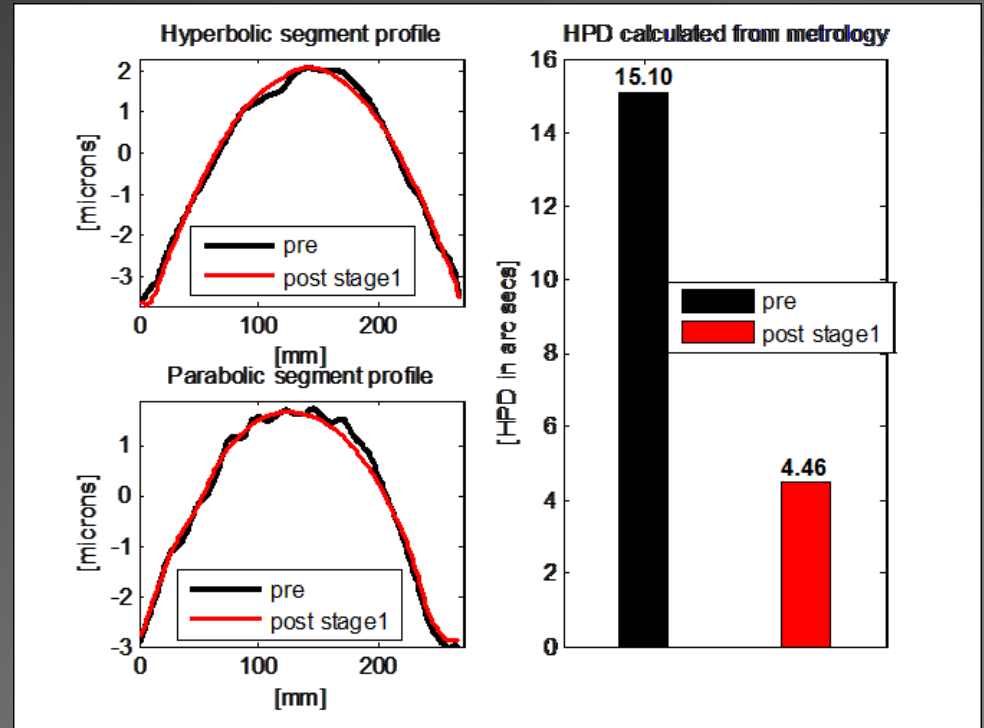 Hyperbolic segment profile
[microns]
2
1
0
-1
-2
-3
pre
post stage1
0 100 200
[mm]
Parabolic segment profile
[microns]
1
0
-1
-2
-3
pre
post stage1
0 100 200
[mm]
HPD calculated from metrology
[HPD in arc secs]
16
14
12
10
8
6
4
2
0
15.10
pre
post stage1
4.46